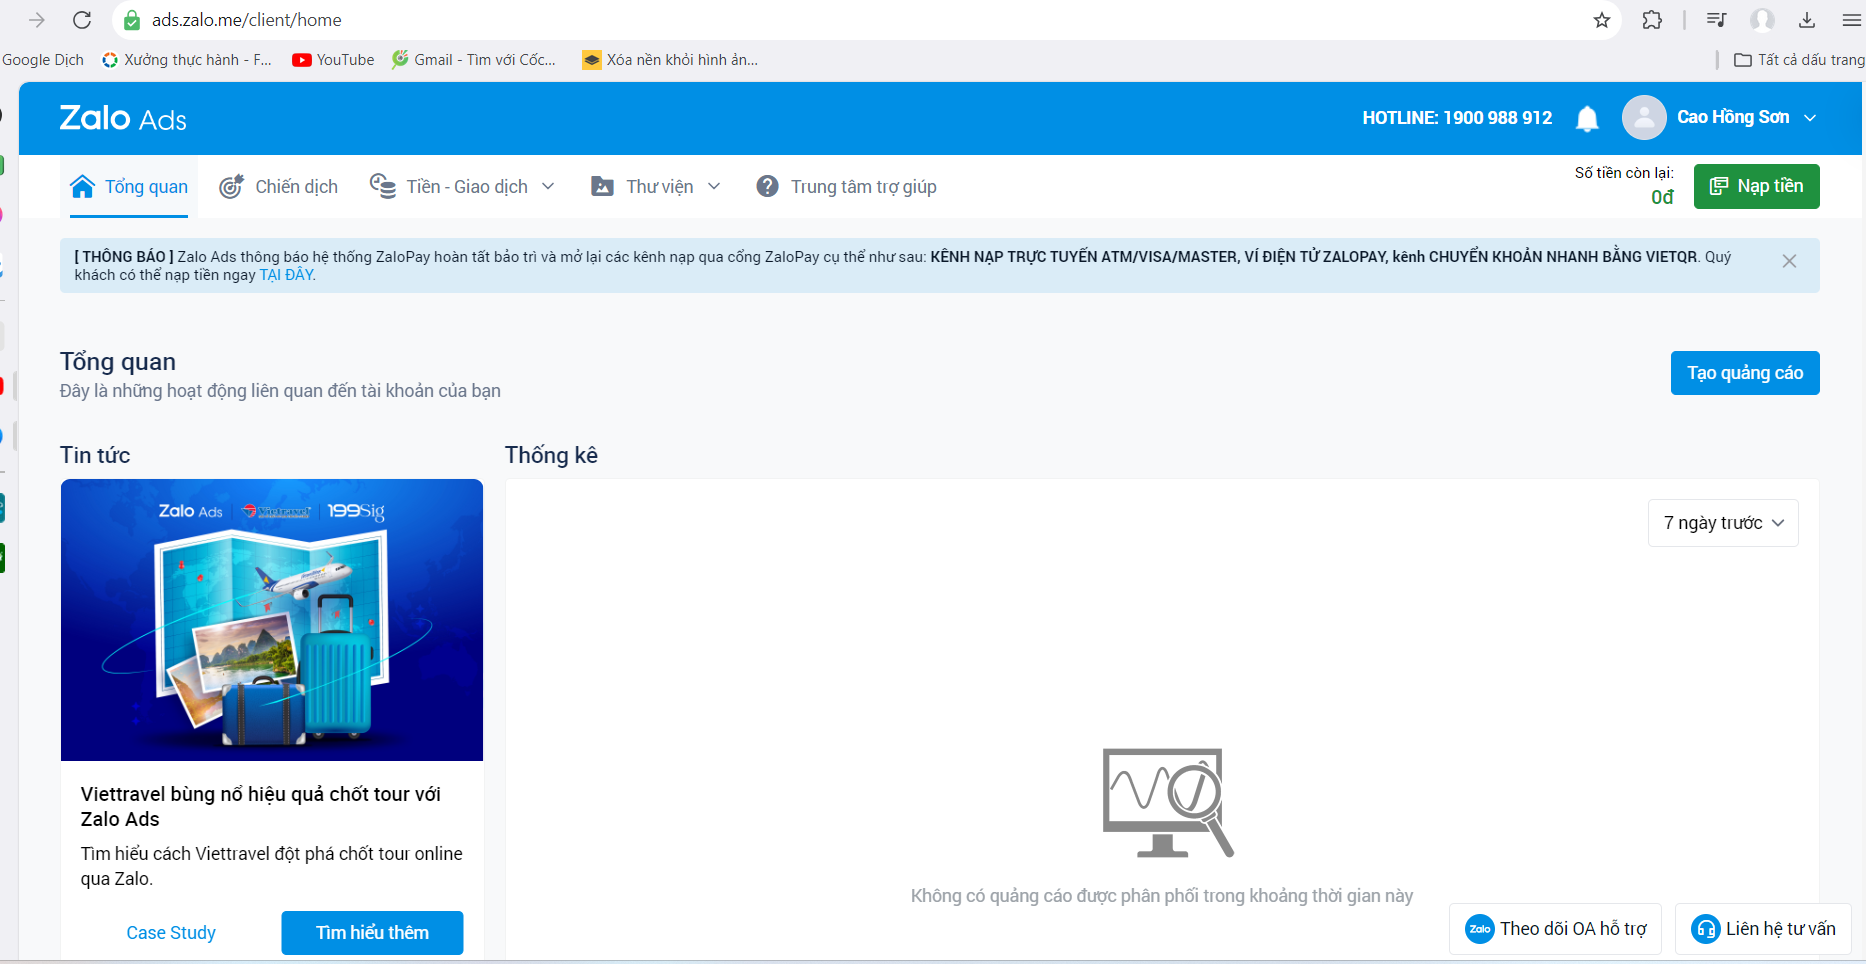 ads.zalo.me/client/home
Google Dịch
Xưởng thực hành - F...
YouTube
Gmail - Tìm với Cốc...
Xóa nền khỏi hình ản...
Tất cả dấu trang
Zalo Ads
HOTLINE: 1900 988 912
Cao Hồng Sơn
Tổng quan
Chiến dịch
Tiền - Giao dịch
Thư viện
Trung tâm trợ giúp
Số tiền còn lại:
0đ
Nạp tiền
[ THÔNG BÁO ] Zalo Ads thông báo hệ thống ZaloPay hoàn tất bảo trì và mở lại các kênh nạp qua cổng ZaloPay cụ thể như sau: KÊNH NẠP TRỰC TUYẾN ATM/VISA/MASTER, VÍ ĐIỆN TỬ ZALOPAY, kênh CHUYỂN KHOẢN NHANH BẰNG VIETQR. Quý
khách có thể nạp tiền ngay TẠI ĐÂY.
Tổng quan
Đây là những hoạt động liên quan đến tài khoản của bạn
Tạo quảng cáo
Tin tức
Thống kê
Zalo Ads
Vietravel
199Sig
7 ngày trước
Viettravel bùng nổ hiệu quả chốt tour với
Zalo Ads
Tìm hiểu cách Viettravel đột phá chốt tour online
qua Zalo.
Case Study
Tìm hiểu thêm
Không có quảng cáo được phân phối trong khoảng thời gian này
Zalo
Theo dõi OA hỗ trợ
Liên hệ tư vấn